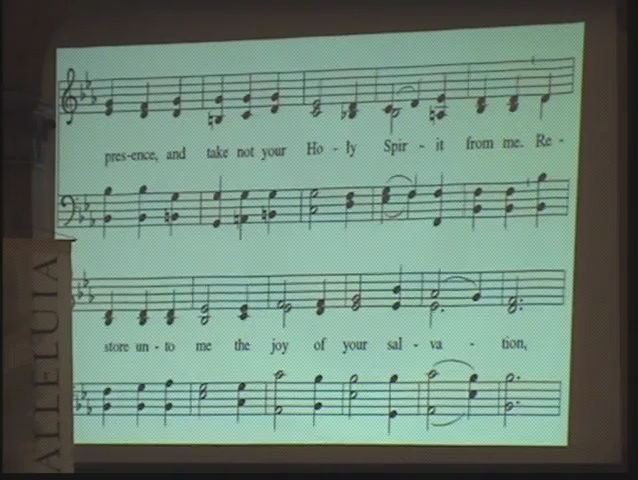 pres-ence, and take not your Ho - ly Spir - it from me. Re -
store un - to me the joy of your sal - va - tion,
ALLELUIA